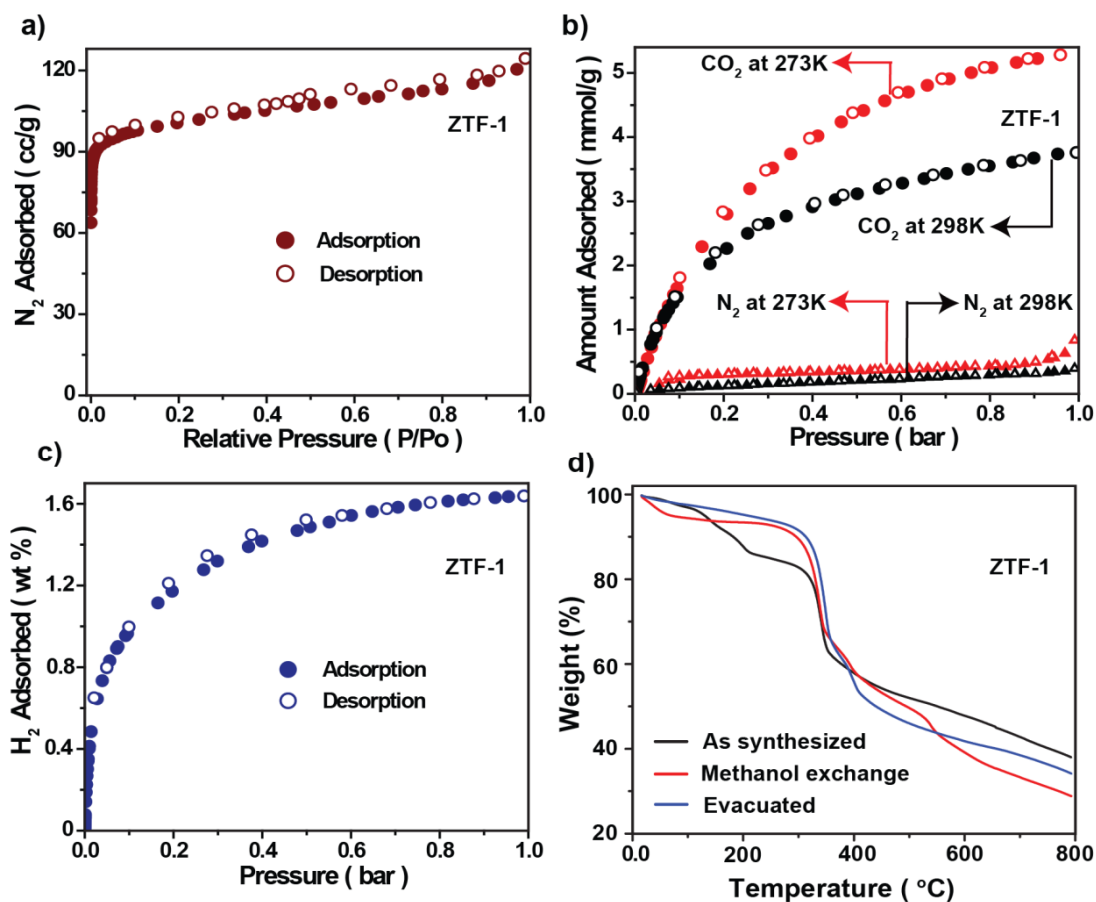 a)
N₂ Adsorbed ( cc/g )
120
90
60
30
0
ZTF-1
Adsorption
Desorption
0.0 0.2 0.4 0.6 0.8 1.0
Relative Pressure ( P/Po )
b)
Amount Adsorbed ( mmol/g )
5
4
3
2
1
0
CO₂ at 273K
ZTF-1
CO₂ at 298K
N₂ at 273K
N₂ at 298K
0.0 0.2 0.4 0.6 0.8 1.0
Pressure ( bar )
c)
H₂ Adsorbed ( wt % )
1.6
1.2
0.8
0.4
0
ZTF-1
Adsorption
Desorption
0.0 0.2 0.4 0.6 0.8 1.0
Pressure ( bar )
d)
Weight (%)
100
80
60
40
20
ZTF-1
As synthesized
Methanol exchange
Evacuated
0.0 200 400 600 800
Temperature ( °C)